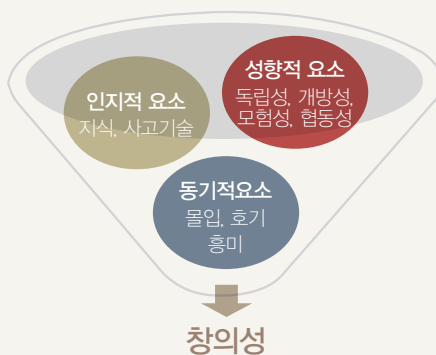 인지적 요소
지식, 사고기술
성향적 요소
독립성, 개방성,
모험성, 협동성
동기적요소
몰입, 호기
흥미
창의성